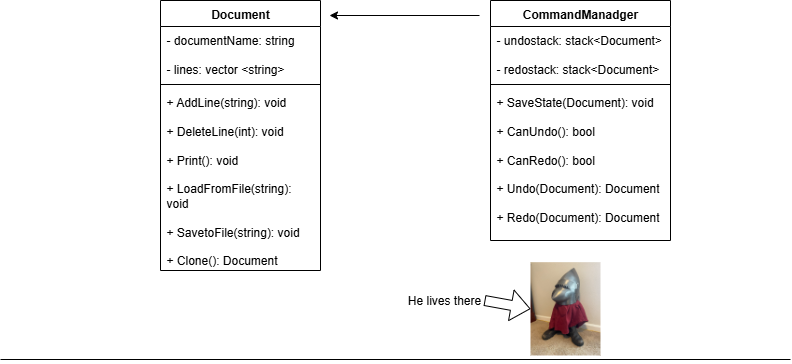 Document
- documentName: string
- lines: vector <string>
+ AddLine(string): void
+ DeleteLine(int): void
+ Print(): void
+ LoadFromFile(string):
void
+ SavetoFile(string): void
+ Clone(): Document
CommandManadger
- undostack: stack<Document>
- redostack: stack<Document>
+ SaveState(Document): void
+ CanUndo(): bool
+ CanRedo(): bool
+ Undo(Document): Document
+ Redo(Document): Document
He lives there